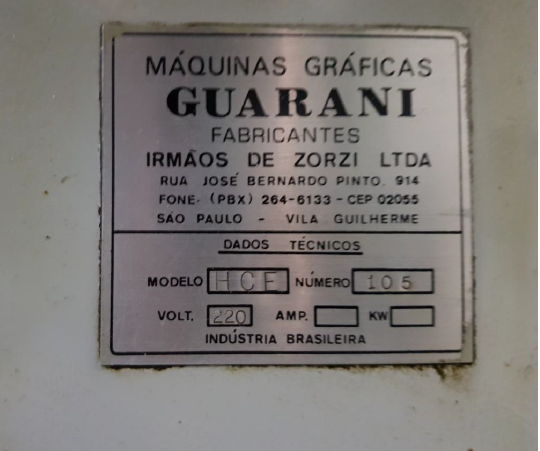 MÁQUINAS GRÁFICAS
GUARANI
FABRICANTES
IRMÃOS DE ZORZI LTDA
RUA JOSÉ BERNARDO PINTO, 914
FONE- (PBX) 264-6133 - CEP 02055
SÃO PAULO - VILA GUILHERME
DADOS TÉCNICOS
MODELO HCE NÚMERO 105
VOLT. 220 AMP. KW
INDÚSTRIA BRASILEIRA